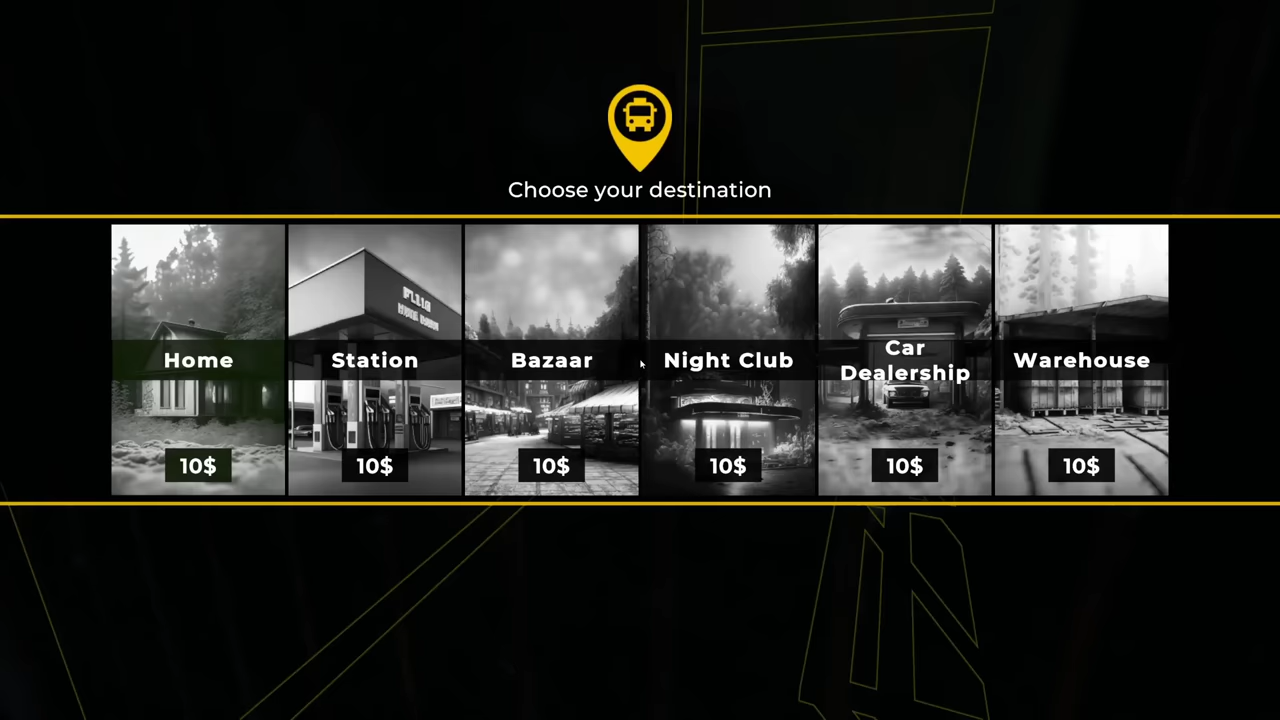 Choose your destination
Home
Station
Bazaar
Night Club
Car
Dealership
Warehouse
10$
10$
10$
10$
10$
10$